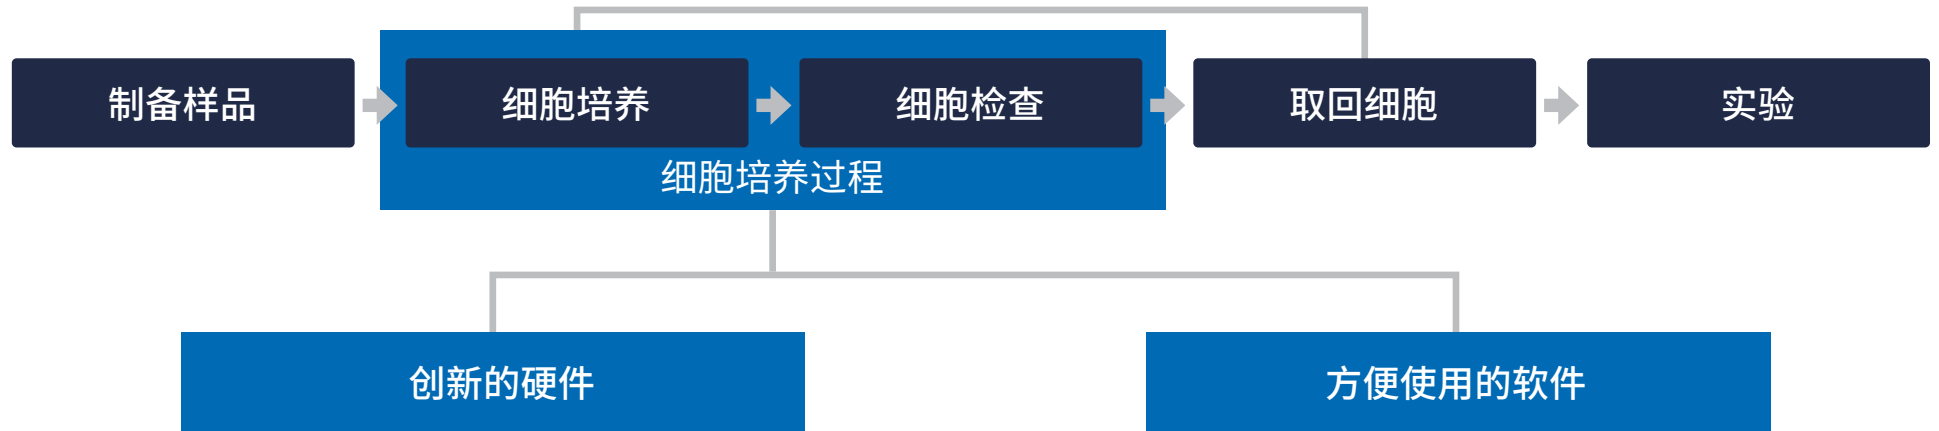 制备样品
细胞培养
细胞检查
取回细胞
实验
细胞培养过程
创新的硬件
方便使用的软件